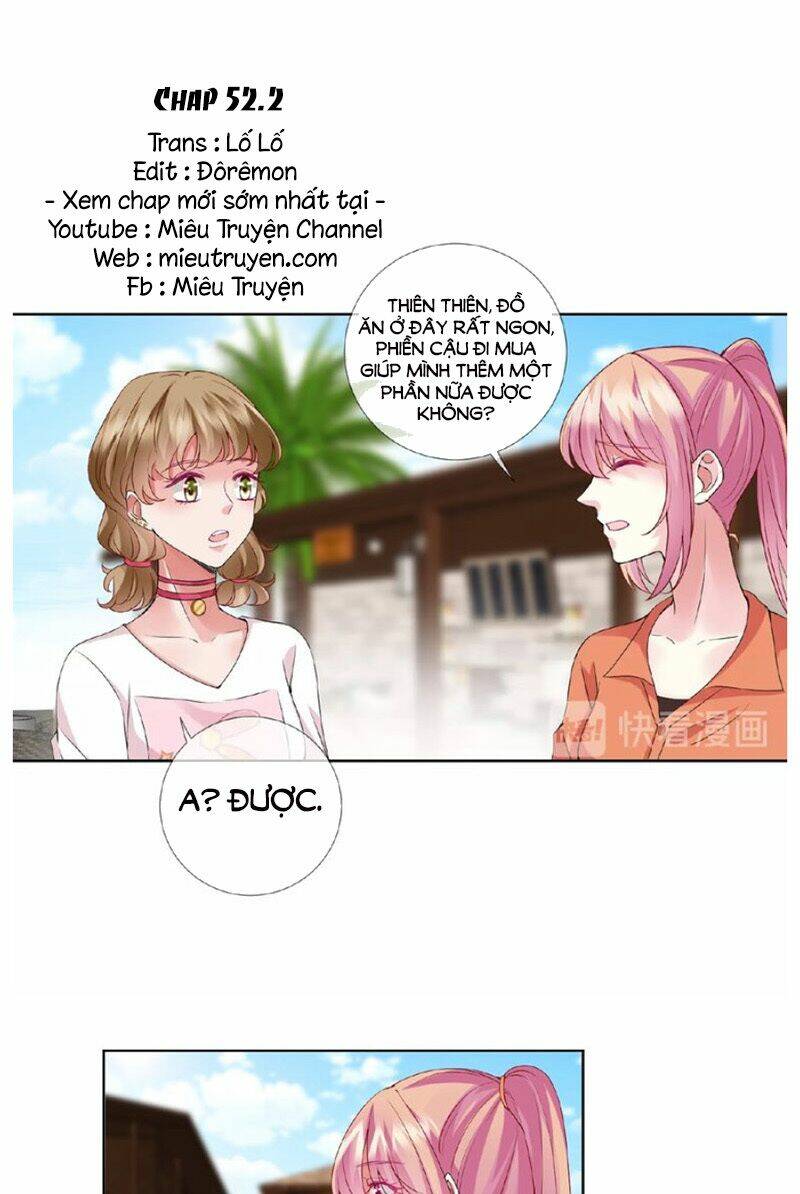 CHAP 52.2
Trans : Lố Lố
Edit : Đôrêmon
- Xem chap mới sớm nhất tại -
Youtube : Miêu Truyện Channel
Web : mieutruyen.com
Fb : Miêu Truyện
THIÊN THIÊN, ĐỒ
ĂN Ở ĐÂY RẤT NGON,
PHIỀN CẬU ĐI MUA
GIÚP MÌNH THÊM MỘT
PHẦN NỮA ĐƯỢC
KHÔNG?
快看漫画
A? ĐƯỢC.